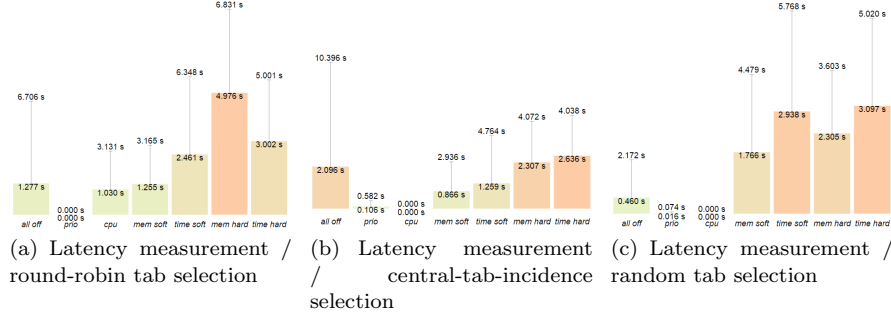 6.831 s
6.706 s
6.348 s
5.001 s
4.976 s
3.131 s
3.165 s
3.002 s
2.461 s
1.277 s
1.030 s
1.255 s
0.000 s
0.000 s
all off
prio
cpu
mem soft
time soft
mem hard
time hard
(a) Latency measurement /
round-robin tab selection
10.396 s
4.764 s
4.072 s
4.038 s
2.936 s
2.096 s
2.307 s
2.636 s
0.866 s
1.259 s
0.582 s
0.106 s
0.000 s
0.000 s
all off
prio
cpu
mem soft
time soft
mem hard
time hard
(b) Latency measurement
/ central-tab-incidence
selection
5.768 s
5.020 s
4.479 s
3.603 s
2.938 s
3.097 s
2.305 s
2.172 s
1.766 s
0.460 s
0.074 s
0.016 s
0.000 s
0.000 s
all off
prio
cpu
mem soft
time soft
mem hard
time hard
(c) Latency measurement /
random tab selection